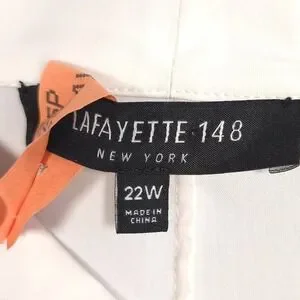 LAFAYETTE 148
NEW YORK
22W
MADE IN
CHINA